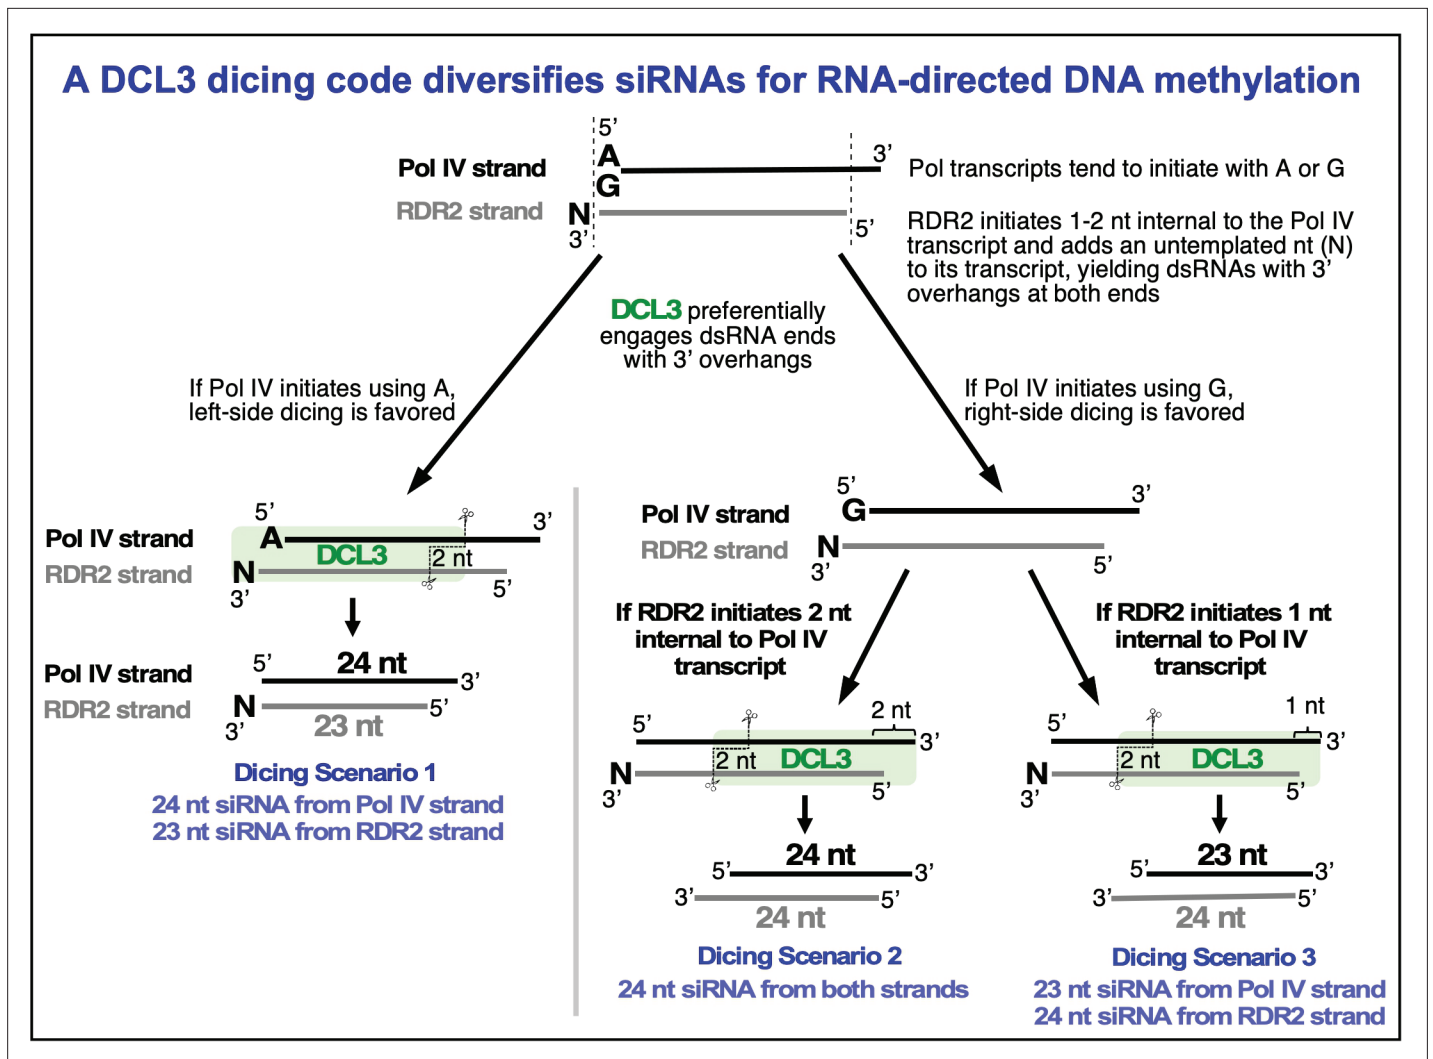 A DCL3 dicing code diversifies siRNAs for RNA-directed DNA methylation
5’
A
G
Pol IV strand
3’
RDR2 strand
N
3’
5’
Pol transcripts tend to initiate with A or G
RDR2 initiates 1-2 nt internal to the Pol IV
transcript and adds an untemplated nt (N)
to its transcript, yielding dsRNAs with 3’
overhangs at both ends
DCL3 preferentially
engages dsRNA ends
with 3’ overhangs
If Pol IV initiates using A,
left-side dicing is favored
If Pol IV initiates using G,
right-side dicing is favored
5’
Pol IV strand
A
3’
DCL3
2 nt
RDR2 strand
N
3’
5’
Pol IV strand
5’
24 nt
3’
RDR2 strand
N
3’
23 nt
5’
Dicing Scenario 1
24 nt siRNA from Pol IV strand
23 nt siRNA from RDR2 strand
5’
Pol IV strand
G
3’
RDR2 strand
N
3’
5’
If RDR2 initiates 2 nt
internal to Pol IV
transcript
If RDR2 initiates 1 nt
internal to Pol IV
transcript
5’
2 nt
3’
2 nt
DCL3
N
3’
5’
24 nt
5’
3’
3’
5’
24 nt
Dicing Scenario 2
24 nt siRNA from both strands
5’
1 nt
3’
2 nt
DCL3
N
3’
5’
23 nt
5’
3’
3’
5’
24 nt
Dicing Scenario 3
23 nt siRNA from Pol IV strand
24 nt siRNA from RDR2 strand